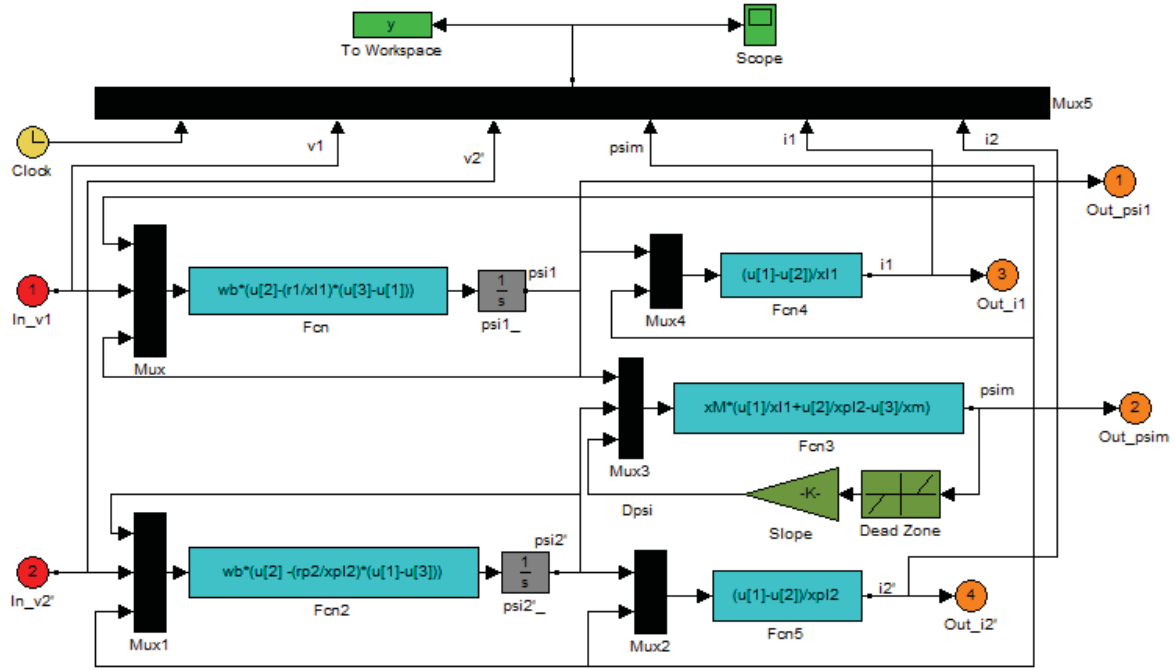 y
To Workspace
Scope
Mux5
Clock
v1
v2'
psim
i1
i2
1
Out_psi1
1
In_v1
Mux
wb*(u[2]-(r1/xl1)*(u[3]-u[1]))
Fcn
1
s
psi1
psi1_
Mux4
(u[1]-u[2])/xl1
Fcn4
i1
3
Out_i1
Mux3
xM*(u[1]/xl1+u[2]/xpl2-u[3]/xm)
Fcn3
psim
2
Out_psim
Dpsi
-K-
Slope
Dead Zone
2
In_v2'
Mux1
wb*(u[2] -(rp2/xpl2)*(u[1]-u[3]))
Fcn2
1
s
psi2'
psi2'_
Mux2
(u[1]-u[2])/xpl2
Fcn5
i2'
4
Out_i2'